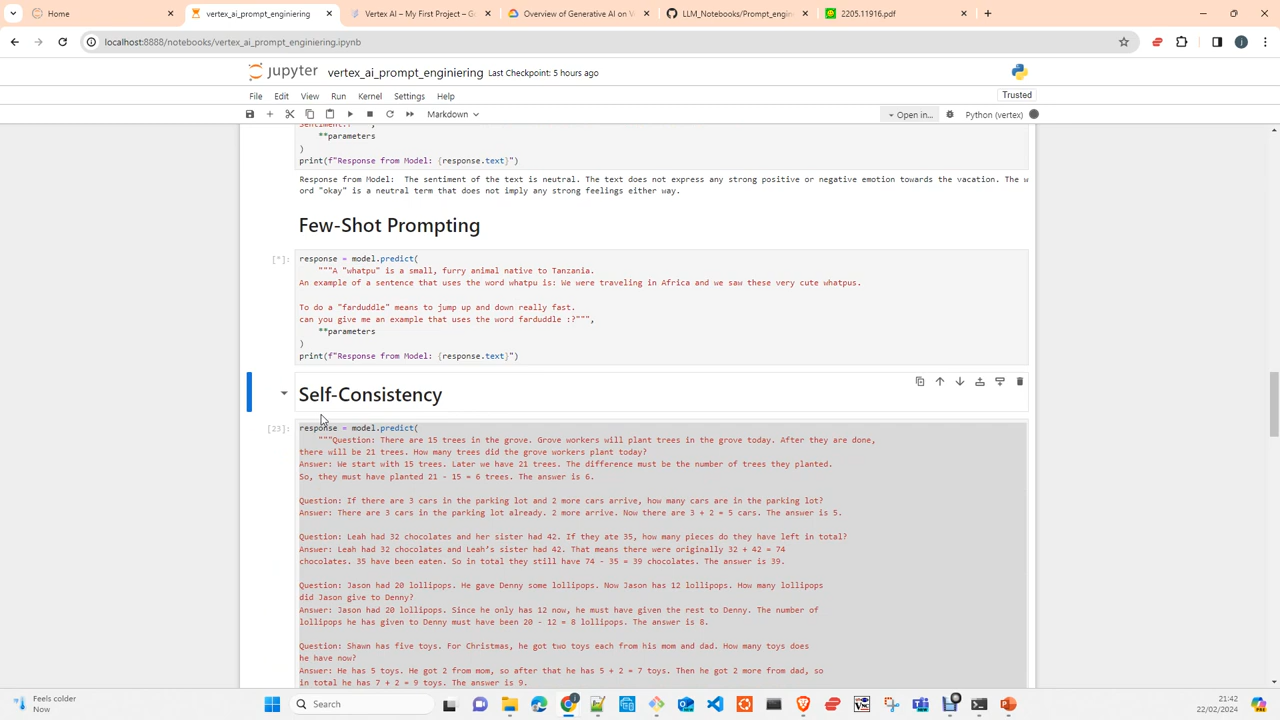 Home
vertex_ai_prompt_enginiering
Vertex AI – My First Project – G
Overview of Generative AI on V
LLM_Notebooks/Prompt_engin
2205.11916.pdf
localhost:8888/notebooks/vertex_ai_prompt_enginiering.ipynb
jupyter
vertex_ai_prompt_enginiering Last Checkpoint: 5 hours ago
File Edit View Run Kernel Settings Help
Trusted
Markdown
Open in...
Python (vertex)
**parameters
)
print(f"Response from Model: {response.text}")
Response from Model:  The sentiment of the text is neutral. The text does not express any strong positive or negative emotion towards the vacation. The w
ord "okay" is a neutral term that does not imply any strong feelings either way.
Few-Shot Prompting
[*]:
response = model.predict(
"""A "whatpu" is a small, furry animal native to Tanzania.
An example of a sentence that uses the word whatpu is: We were traveling in Africa and we saw these very cute whatpus.
To do a "farduddle" means to jump up and down really fast.
can you give me an example that uses the word farduddle :?""",
**parameters
)
print(f"Response from Model: {response.text}")
Self-Consistency
[23]:
response = model.predict(
"""Question: There are 15 trees in the grove. Grove workers will plant trees in the grove today. After they are done,
there will be 21 trees. How many trees did the grove workers plant today?
Answer: We start with 15 trees. Later we have 21 trees. The difference must be the number of trees they planted.
So, they must have planted 21 - 15 = 6 trees. The answer is 6.
Question: If there are 3 cars in the parking lot and 2 more cars arrive, how many cars are in the parking lot?
Answer: There are 3 cars in the parking lot already. 2 more arrive. Now there are 3 + 2 = 5 cars. The answer is 5.
Question: Leah had 32 chocolates and her sister had 42. If they ate 35, how many pieces do they have left in total?
Answer: Leah had 32 chocolates and Leah’s sister had 42. That means there were originally 32 + 42 = 74
chocolates. 35 have been eaten. So in total they still have 74 - 35 = 39 chocolates. The answer is 39.
Question: Jason had 20 lollipops. He gave Denny some lollipops. Now Jason has 12 lollipops. How many lollipops
did Jason give to Denny?
Answer: Jason had 20 lollipops. Since he only has 12 now, he must have given the rest to Denny. The number of
lollipops he has given to Denny must have been 20 - 12 = 8 lollipops. The answer is 8.
Question: Shawn has five toys. For Christmas, he got two toys each from his mom and dad. How many toys does
he have now?
Answer: He has 5 toys. He got 2 from mom, so after that he has 5 + 2 = 7 toys. Then he got 2 more from dad, so
in total he has 7 + 2 = 9 toys. The answer is 9.
Feels colder
Now
Search
21:42
22/02/2024